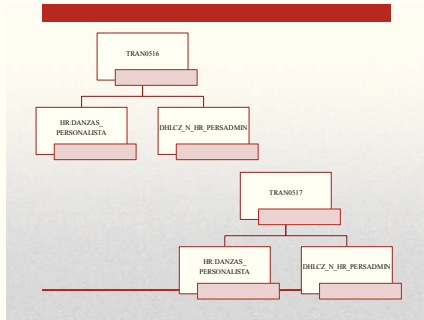 TRAN0516
HR:DANZAS_
PERSONALISTA
DHLCZ_N_HR_PERSADMIN
TRAN0517
HR:DANZAS_
PERSONALISTA
DHLCZ_N_HR_PERSADMIN